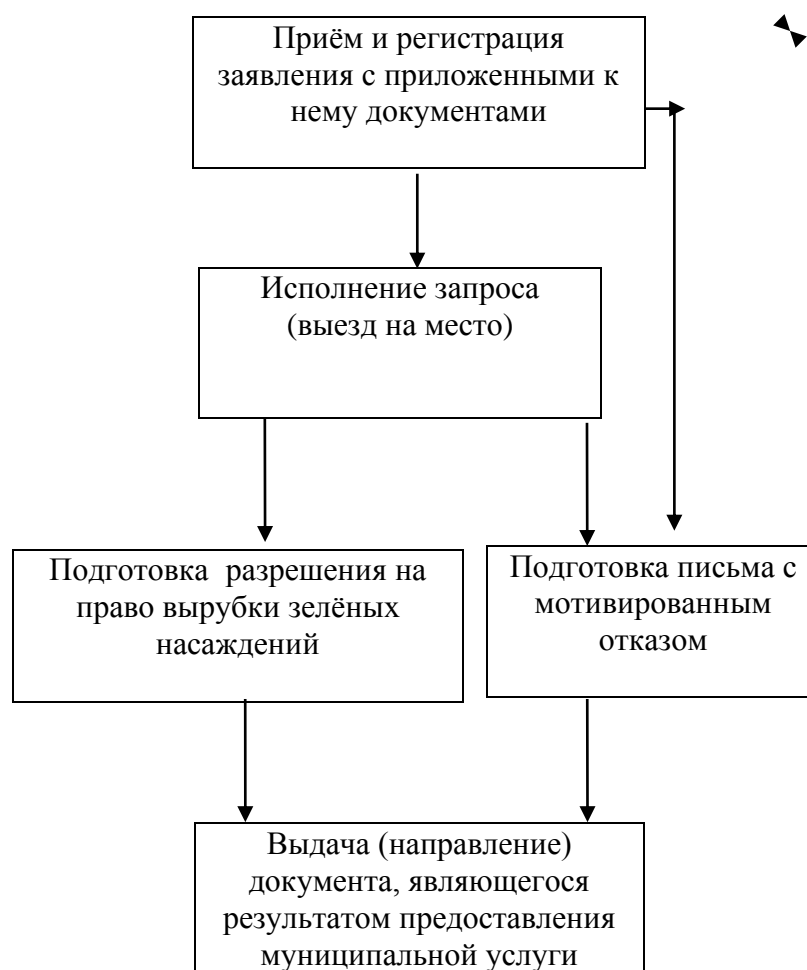 Приём и регистрация
заявления с приложенными к
нему документами
Исполнение запроса
(выезд на место)
Подготовка  разрешения на
право вырубки зелёных
насаждений
Подготовка письма с
мотивированным
отказом
Выдача (направление)
документа, являющегося
результатом предоставления
муниципальной услуги